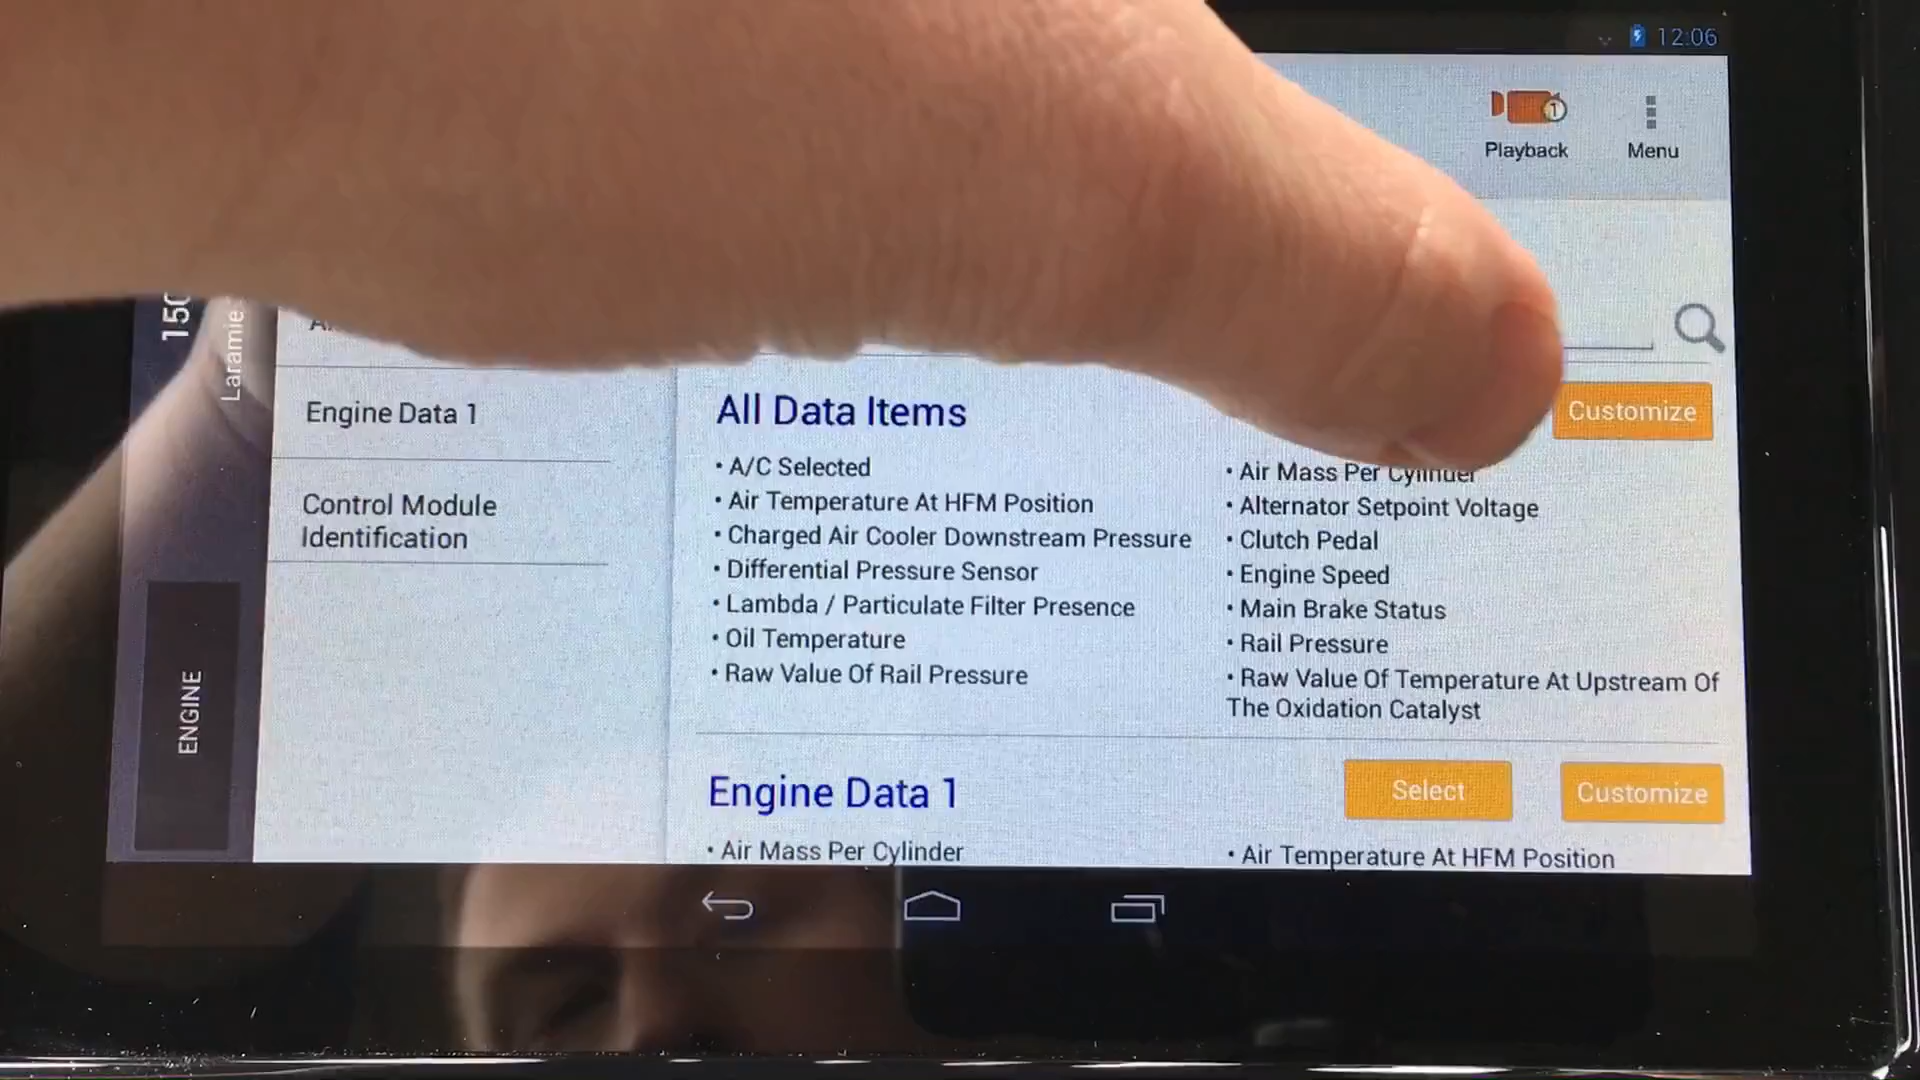 12:06
Playback
Menu
Laramie
ENGINE
Engine Data 1
Control Module
Identification
All Data Items
Customize
• A/C Selected
• Air Temperature At HFM Position
• Charged Air Cooler Downstream Pressure
• Differential Pressure Sensor
• Lambda / Particulate Filter Presence
• Oil Temperature
• Raw Value Of Rail Pressure
• Air Mass Per Cylinder
• Alternator Setpoint Voltage
• Clutch Pedal
• Engine Speed
• Main Brake Status
• Rail Pressure
• Raw Value Of Temperature At Upstream Of
The Oxidation Catalyst
Engine Data 1
Select
Customize
• Air Mass Per Cylinder
• Air Temperature At HFM Position